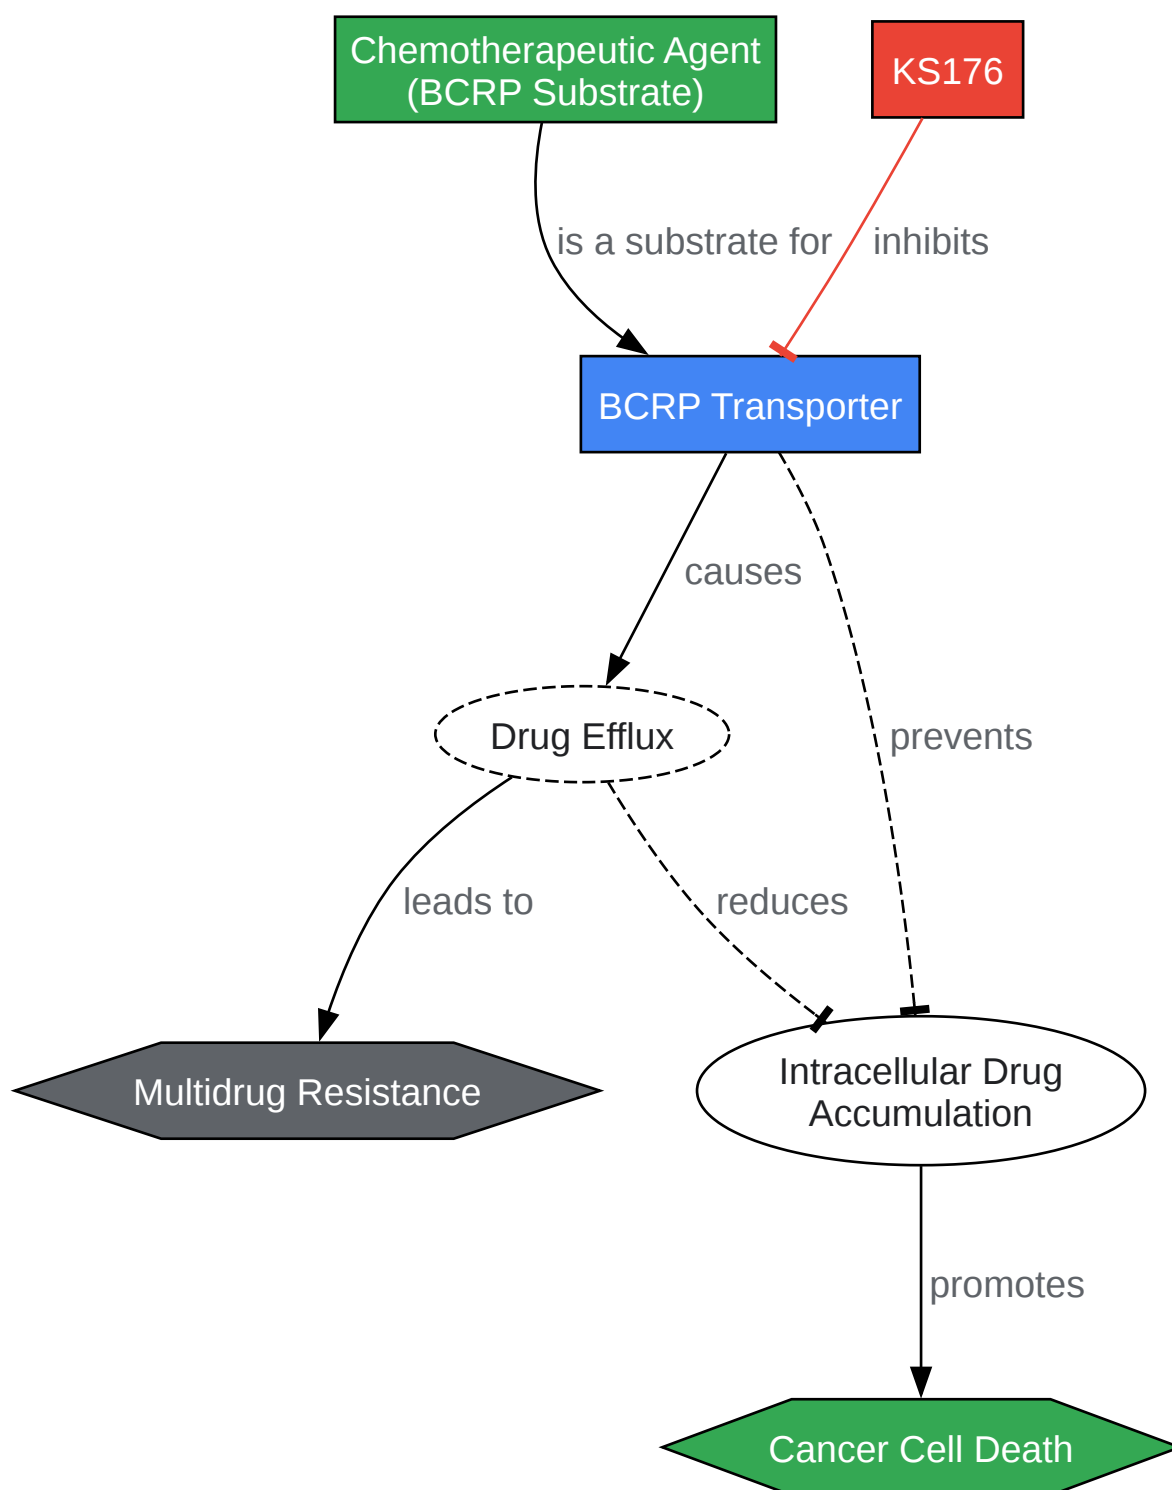 Chemotherapeutic Agent
(BCRP Substrate)
KS176
is a substrate for
inhibits
BCRP Transporter
causes
Drug Efflux
prevents
leads to
reduces
Multidrug Resistance
Intracellular Drug
Accumulation
promotes
Cancer Cell Death